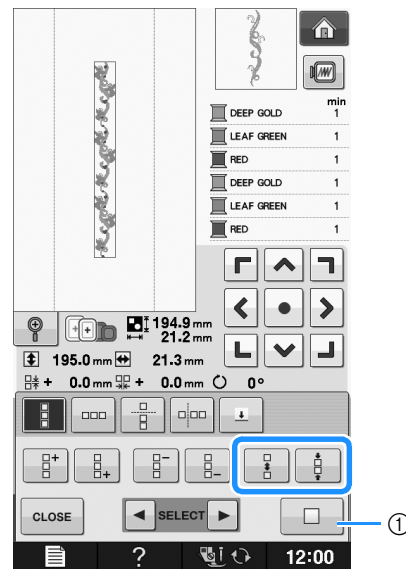 min
DEEP GOLD 1
LEAF GREEN 1
RED 1
DEEP GOLD 1
LEAF GREEN 1
RED 1
194.9 mm
21.2 mm
195.0 mm 21.3 mm
+ 0.0 mm + 0.0 mm 0°
CLOSE SELECT
① 
? 12:00